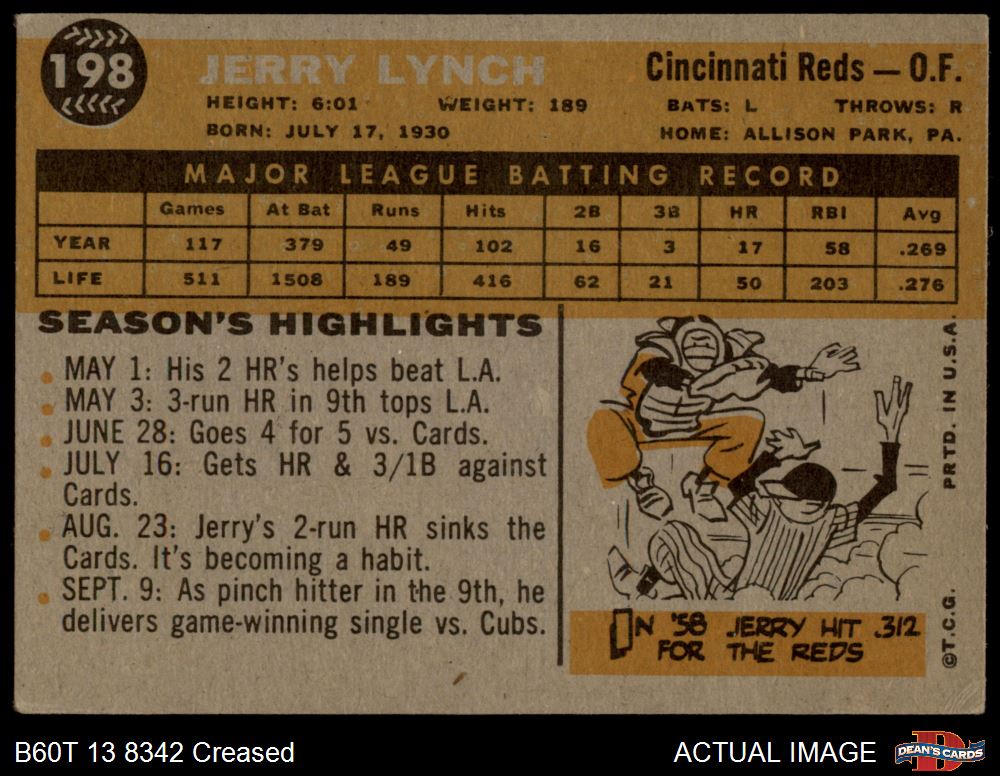 198
JERRY LYNCH
Cincinnati Reds — O.F.
HEIGHT: 6:01 WEIGHT: 189 BATS: L THROWS: R
BORN: JULY 17, 1930 HOME: ALLISON PARK, PA.
MAJOR LEAGUE BATTING RECORD
Games At Bat Runs Hits 2B 3B HR RBI Avg
YEAR 117 379 49 102 16 3 17 58 .269
LIFE 511 1508 189 416 62 21 50 203 .276
SEASON'S HIGHLIGHTS
MAY 1: His 2 HR's helps beat L.A.
MAY 3: 3-run HR in 9th tops L.A.
JUNE 28: Goes 4 for 5 vs. Cards.
JULY 16: Gets HR & 3/1B against
Cards.
AUG. 23: Jerry's 2-run HR sinks the
Cards. It's becoming a habit.
SEPT. 9: As pinch hitter in the 9th, he
delivers game-winning single vs. Cubs.
IN '58 JERRY HIT .312
FOR THE REDS
©T.C.G. PRTD. IN U.S.A.
B60T 13 8342 Creased
ACTUAL IMAGE
DEAN'S CARDS